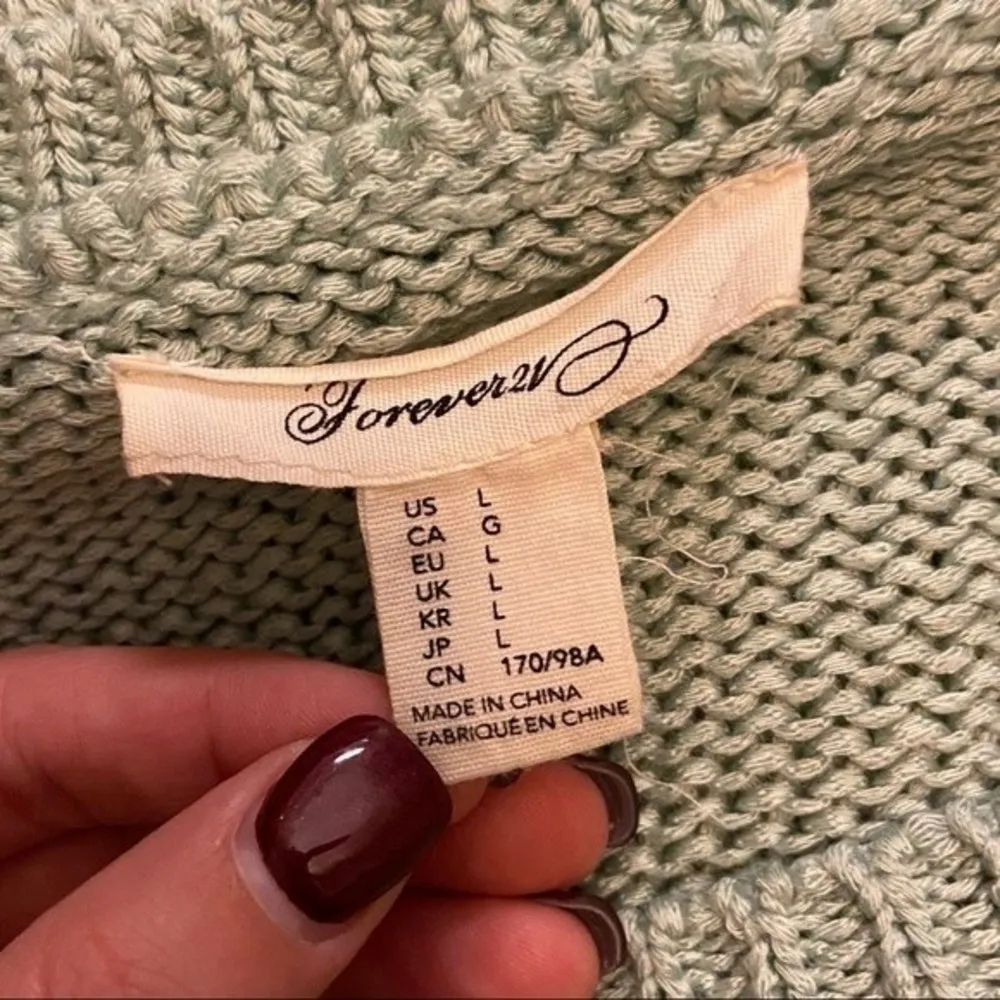 Forever21
US L
CA G
EU L
UK L
KR L
JP L
CN 170/98A
MADE IN CHINA
FABRIQUÉ EN CHINE